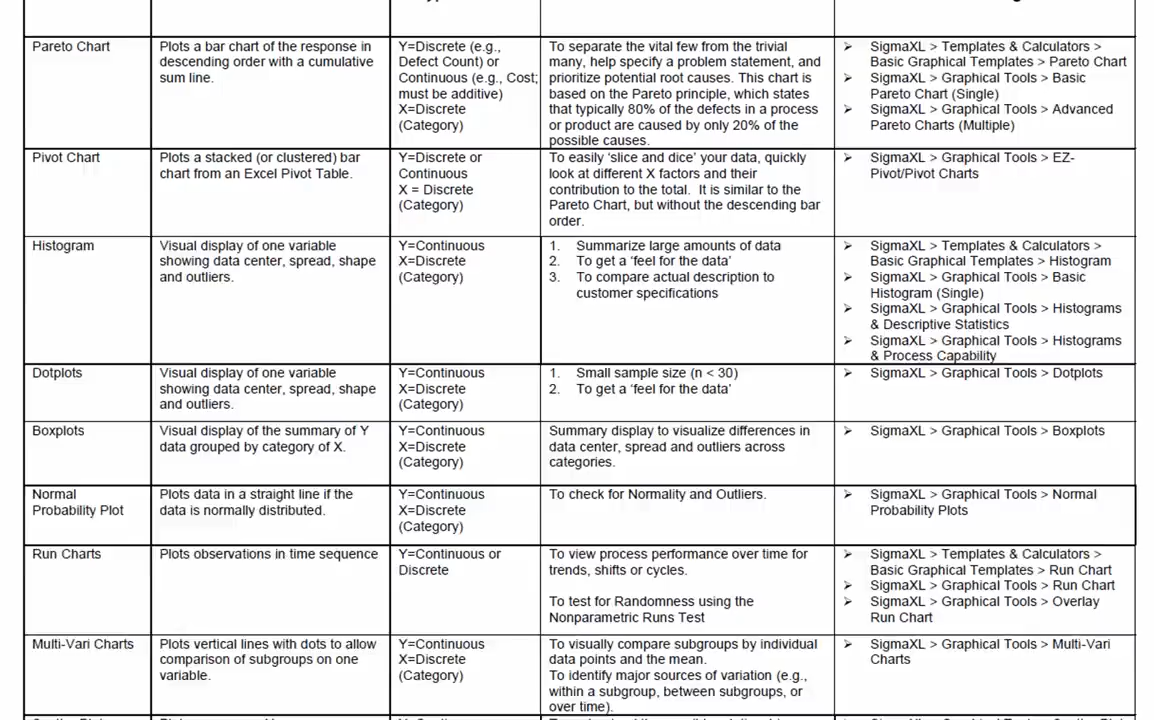 Pareto Chart
Plots a bar chart of the response in
descending order with a cumulative
sum line.
Y=Discrete (e.g.,
Defect Count) or
Continuous (e.g., Cost;
must be additive)
X=Discrete
(Category)
To separate the vital few from the trivial
many, help specify a problem statement, and
prioritize potential root causes. This chart is
based on the Pareto principle, which states
that typically 80% of the defects in a process
or product are caused by only 20% of the
possible causes.
➢ SigmaXL > Templates & Calculators >
Basic Graphical Templates > Pareto Chart
➢ SigmaXL > Graphical Tools > Basic
Pareto Chart (Single)
➢ SigmaXL > Graphical Tools > Advanced
Pareto Charts (Multiple)
Pivot Chart
Plots a stacked (or clustered) bar
chart from an Excel Pivot Table.
Y=Discrete or
Continuous
X = Discrete
(Category)
To easily ‘slice and dice’ your data, quickly
look at different X factors and their
contribution to the total. It is similar to the
Pareto Chart, but without the descending bar
order.
➢ SigmaXL > Graphical Tools > EZ-
Pivot/Pivot Charts
Histogram
Visual display of one variable
showing data center, spread, shape
and outliers.
Y=Continuous
X=Discrete
(Category)
1. Summarize large amounts of data
2. To get a ‘feel for the data’
3. To compare actual description to
customer specifications
➢ SigmaXL > Templates & Calculators >
Basic Graphical Templates > Histogram
➢ SigmaXL > Graphical Tools > Basic
Histogram (Single)
➢ SigmaXL > Graphical Tools > Histograms
& Descriptive Statistics
➢ SigmaXL > Graphical Tools > Histograms
& Process Capability
Dotplots
Visual display of one variable
showing data center, spread, shape
and outliers.
Y=Continuous
X=Discrete
(Category)
1. Small sample size (n < 30)
2. To get a ‘feel for the data’
➢ SigmaXL > Graphical Tools > Dotplots
Boxplots
Visual display of the summary of Y
data grouped by category of X.
Y=Continuous
X=Discrete
(Category)
Summary display to visualize differences in
data center, spread and outliers across
categories.
➢ SigmaXL > Graphical Tools > Boxplots
Normal
Probability Plot
Plots data in a straight line if the
data is normally distributed.
Y=Continuous
X=Discrete
(Category)
To check for Normality and Outliers.
➢ SigmaXL > Graphical Tools > Normal
Probability Plots
Run Charts
Plots observations in time sequence
Y=Continuous or
Discrete
To view process performance over time for
trends, shifts or cycles.
To test for Randomness using the
Nonparametric Runs Test
➢ SigmaXL > Templates & Calculators >
Basic Graphical Templates > Run Chart
➢ SigmaXL > Graphical Tools > Run Chart
➢ SigmaXL > Graphical Tools > Overlay
Run Chart
Multi-Vari Charts
Plots vertical lines with dots to allow
comparison of subgroups on one
variable.
Y=Continuous
X=Discrete
(Category)
To visually compare subgroups by individual
data points and the mean.
To identify major sources of variation (e.g.,
within a subgroup, between subgroups, or
over time).
➢ SigmaXL > Graphical Tools > Multi-Vari
Charts